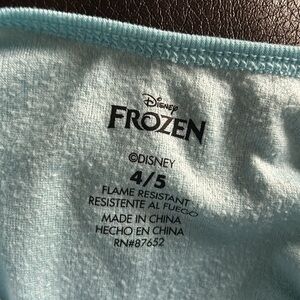 Disney
FROZEN
©DISNEY
4/5
FLAME RESISTANT
RESISTENTE AL FUEGO
MADE IN CHINA
HECHO EN CHINA
RN#87652